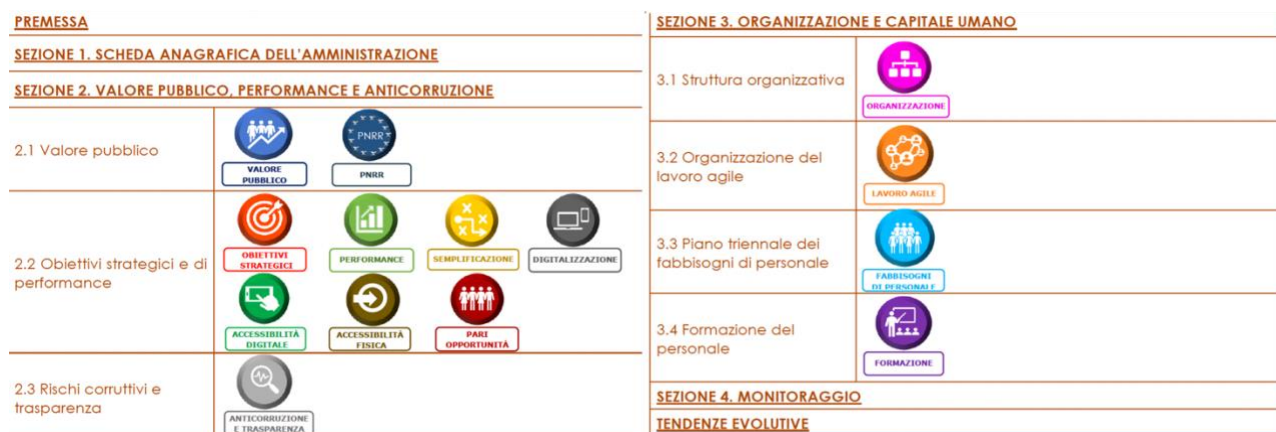 PREMESSA
SEZIONE 1. SCHEDA ANAGRAFICA DELL'AMMINISTRAZIONE
SEZIONE 2. VALORE PUBBLICO, PERFORMANCE E ANTICORRUZIONE
2.1 Valore pubblico
VALORE
PUBBLICO
PNRR
PNRR
2.2 Obiettivi strategici e di
performance
OBIETTIVI
STRATEGICI
PERFORMANCE
SEMPLIFICAZIONE
DIGITALIZZAZIONE
ACCESSIBILITÀ
DIGITALE
ACCESSIBILITÀ
FISICA
PARI
OPPORTUNITÀ
2.3 Rischi corruttivi e
trasparenza
ANTICORRUZIONE
E TRASPARENZA
SEZIONE 3. ORGANIZZAZIONE E CAPITALE UMANO
3.1 Struttura organizzativa
ORGANIZZAZIONE
3.2 Organizzazione del
lavoro agile
LAVORO AGILE
3.3 Piano triennale dei
fabbisogni di personale
FABBISOGNI
DI PERSONALE
3.4 Formazione del
personale
FORMAZIONE
SEZIONE 4. MONITORAGGIO
TENDENZE EVOLUTIVE